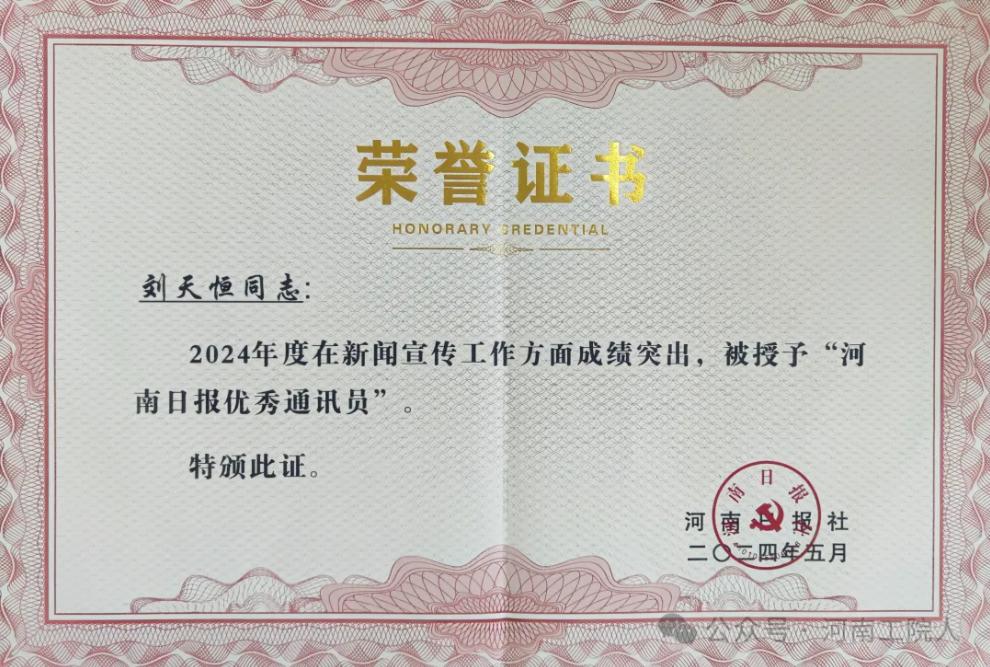 荣誉证书
HONORARY CREDENTIAL
刘天恒同志：
2024年度在新闻宣传工作方面成绩突出，被授予“河
南日报优秀通讯员”。
特颁此证。
河南日报社
二〇二四年五月
公众号·河南工院人